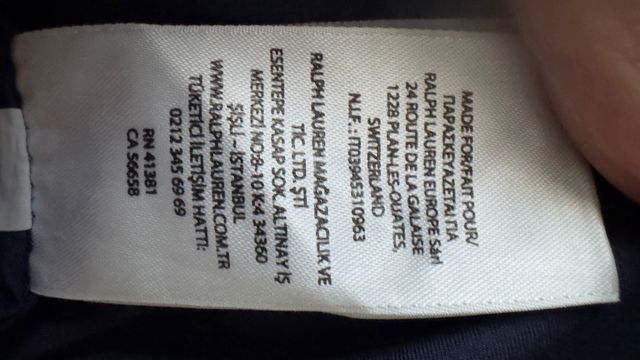 MADE FOR/FAIT POUR/
ΠΑΡΑΣΚΕΥΑΖΕΤΑΙ ΓΙΑ
RALPH LAUREN EUROPE Sàrl
24 ROUTE DE LA GALAISE
1228 PLAN-LES-OUATES,
SWITZERLAND
N.I.F. : IT03945310963
RALPH LAUREN MAĞAZACILIK VE
TİC. LTD. ŞTİ
ESENTEPE KASAP SOK. ALTINAY İŞ
MERKEZİ NO:8-10 K:4 34360
ŞİŞLİ – İSTANBUL
WWW.RALPHLAUREN.COM.TR
TÜKETİCİ İLETİŞİM HATTI:
0212 345 69 69
RN 41381
CA 56658